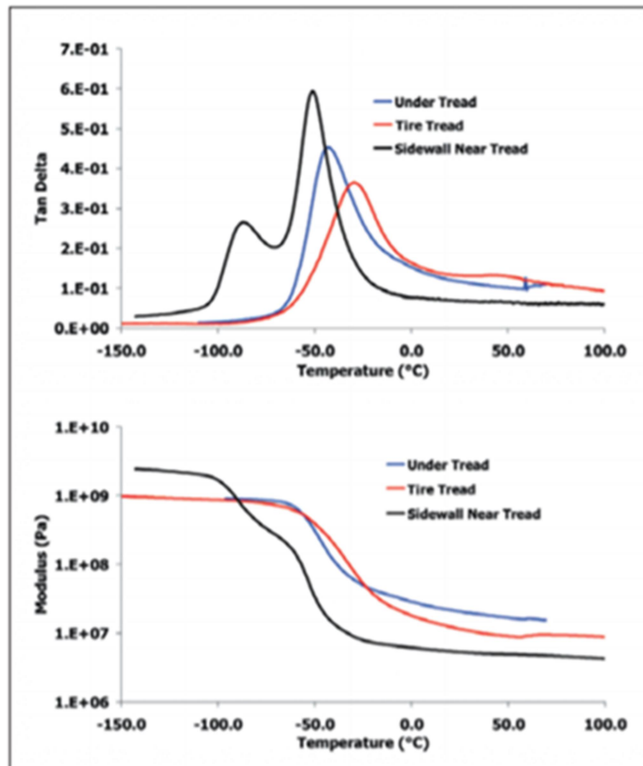 7.E-01
6.E-01
5.E-01
4.E-01
3.E-01
2.E-01
1.E-01
0.E+00
Tan Delta
Under Tread
Tire Tread
Sidewall Near Tread
-150.0 -100.0 -50.0 0.0 50.0 100.0
Temperature (°C)
1.E+10
1.E+09
1.E+08
1.E+07
1.E+06
Modulus (Pa)
Under Tread
Tire Tread
Sidewall Near Tread
-150.0 -100.0 -50.0 0.0 50.0 100.0
Temperature (°C)